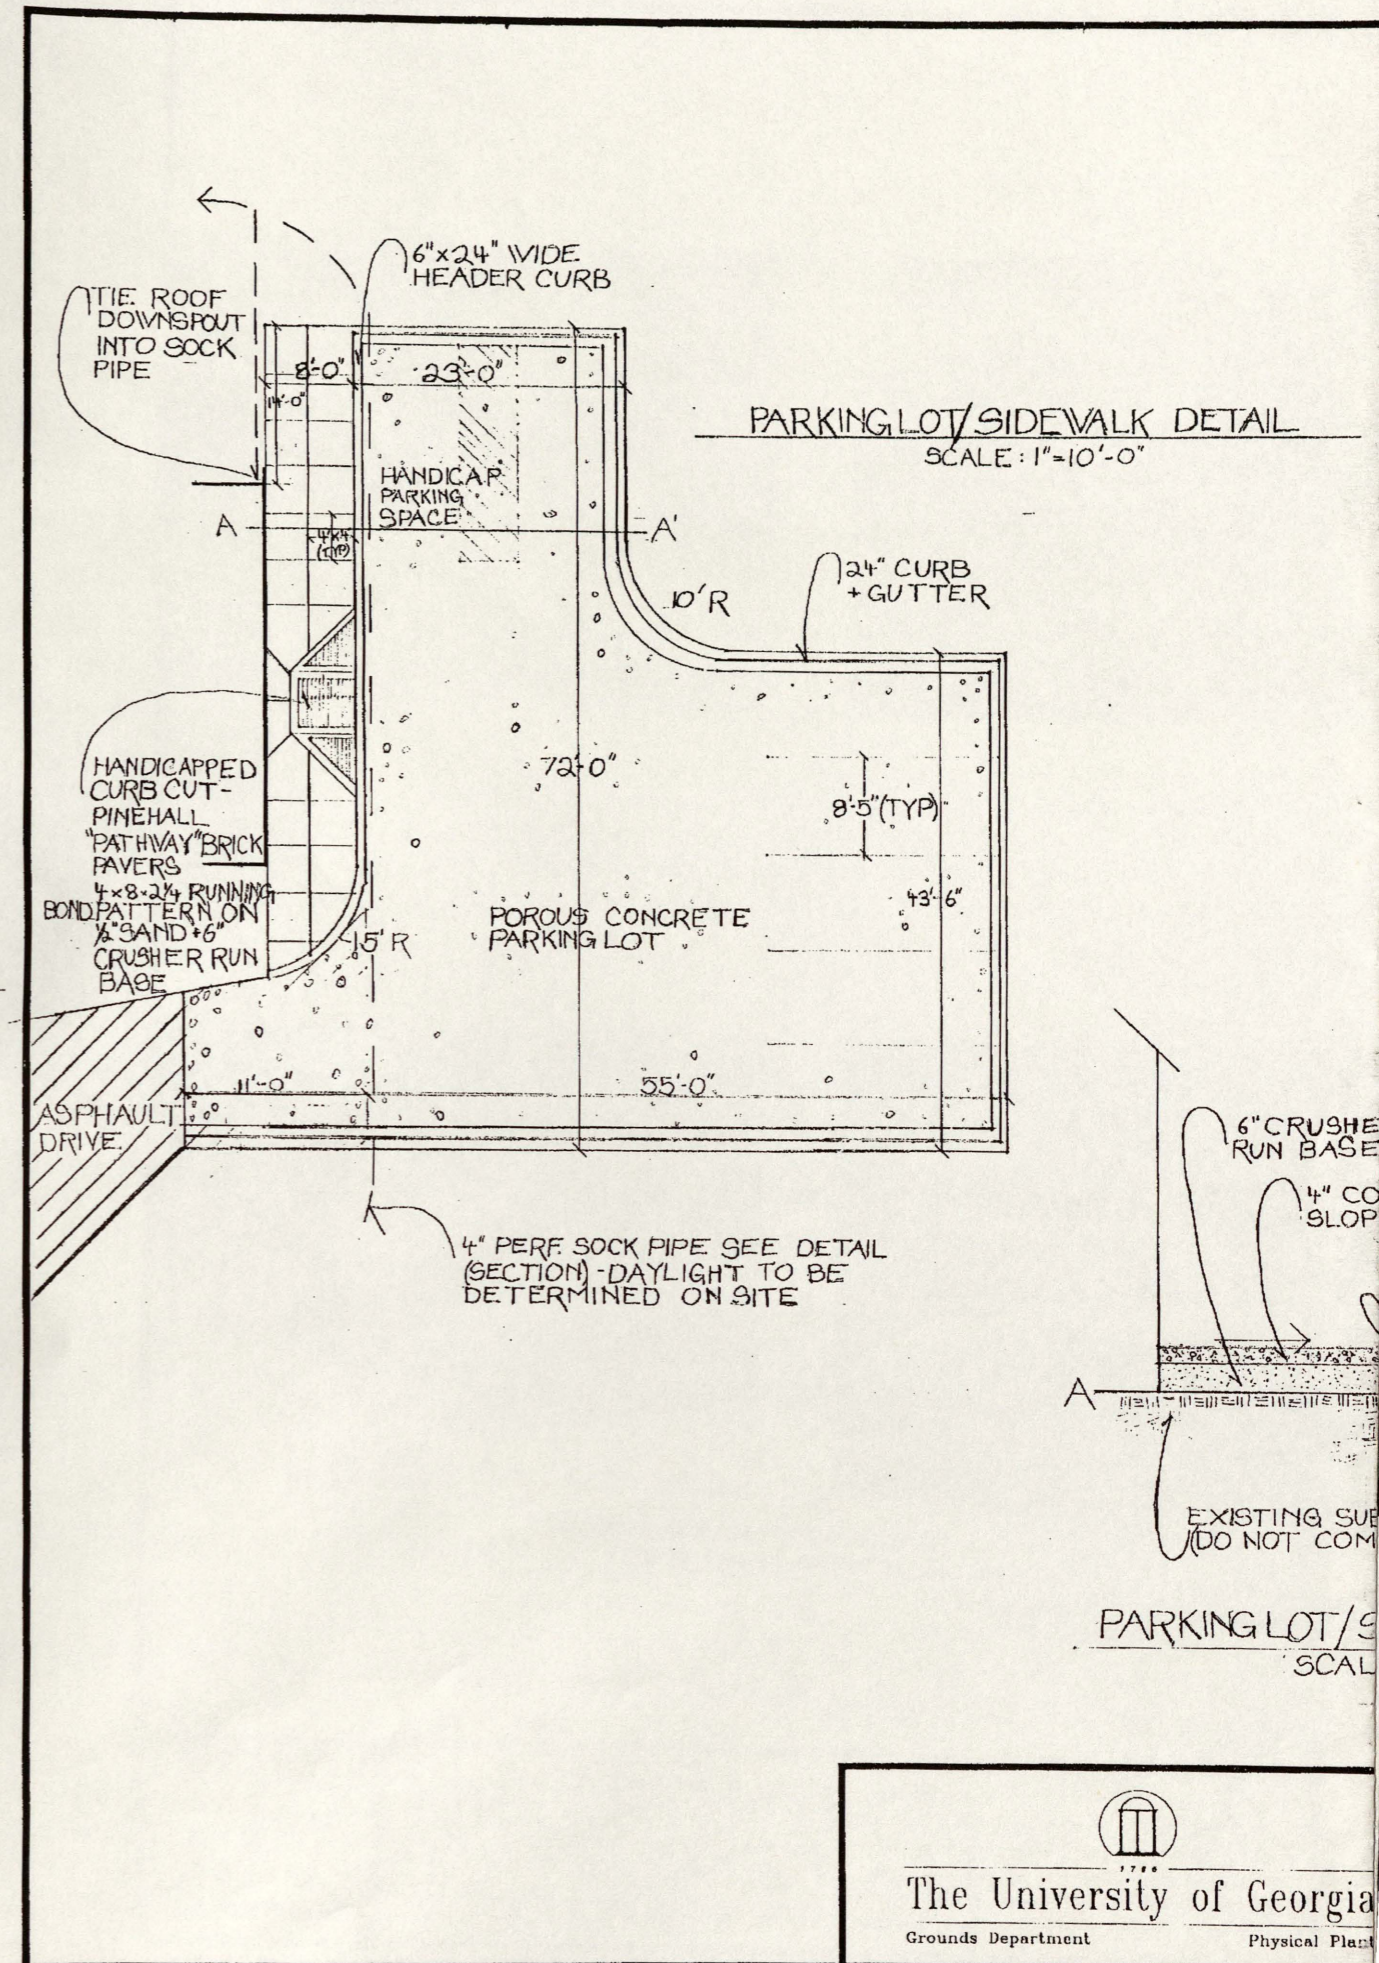 6"x24" WIDE
HEADER CURB
TIE ROOF
DOWNSPOUT
INTO SOCK
PIPE
8'-0"
23'-0"
14'-0"
PARKING LOT/SIDEWALK DETAIL
SCALE: 1"=10'-0"
HANDICAP
PARKING
SPACE
A
A'
4'x4'
(TYP)
24" CURB
+ GUTTER
10'R
72'-0"
HANDICAPPED
CURB CUT-
PINEHALL
"PATHWAY" BRICK
PAVERS
4x8x2¼ RUNNING
BOND PATTERN ON
½" SAND + 6"
CRUSHER RUN
BASE
8'-5" (TYP)
43'-6"
POROUS CONCRETE
PARKING LOT
15'R
11'-0"
55'-0"
ASPHAULT
DRIVE
4" PERF. SOCK PIPE SEE DETAIL
(SECTION) - DAYLIGHT TO BE
DETERMINED ON SITE
6" CRUSHE
RUN BASE
4" CO
SLOP
A
EXISTING SUB
(DO NOT COM
PARKING LOT/S
SCAL
1786
The University of Georgia
Grounds Department
Physical Plant